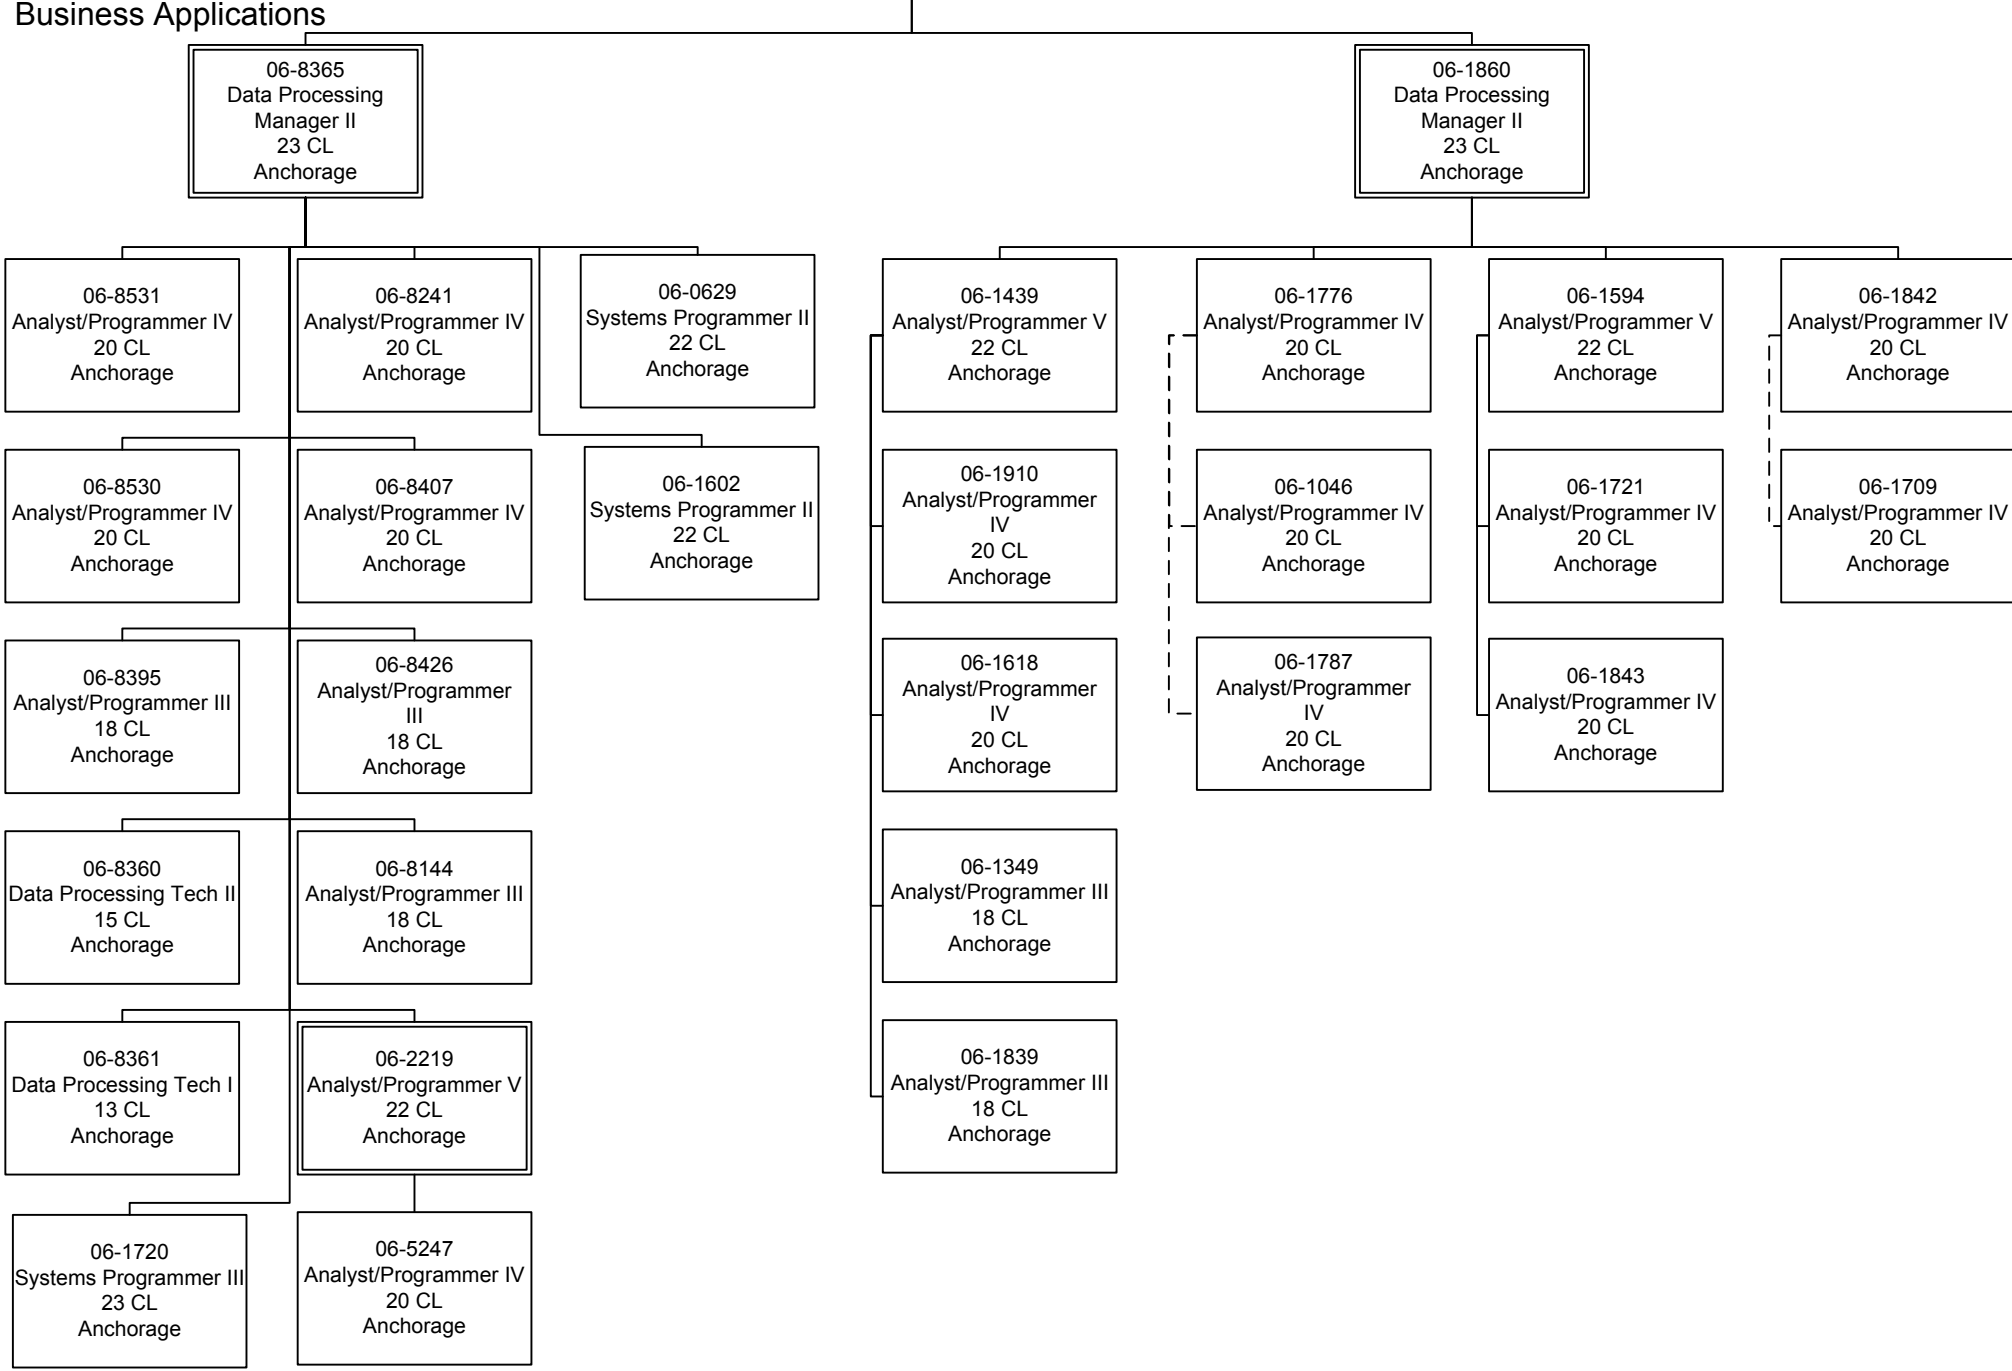 Business Applications
06-8365
Data Processing
Manager II
23 CL
Anchorage
06-1860
Data Processing
Manager II
23 CL
Anchorage
06-8531
Analyst/Programmer IV
20 CL
Anchorage
06-8241
Analyst/Programmer IV
20 CL
Anchorage
06-0629
Systems Programmer II
22 CL
Anchorage
06-1439
Analyst/Programmer V
22 CL
Anchorage
06-1776
Analyst/Programmer IV
20 CL
Anchorage
06-1594
Analyst/Programmer V
22 CL
Anchorage
06-1842
Analyst/Programmer IV
20 CL
Anchorage
06-8530
Analyst/Programmer IV
20 CL
Anchorage
06-8407
Analyst/Programmer IV
20 CL
Anchorage
06-1602
Systems Programmer II
22 CL
Anchorage
06-1910
Analyst/Programmer
IV
20 CL
Anchorage
06-1046
Analyst/Programmer IV
20 CL
Anchorage
06-1721
Analyst/Programmer IV
20 CL
Anchorage
06-1709
Analyst/Programmer IV
20 CL
Anchorage
06-8395
Analyst/Programmer III
18 CL
Anchorage
06-8426
Analyst/Programmer
III
18 CL
Anchorage
06-1618
Analyst/Programmer
IV
20 CL
Anchorage
06-1787
Analyst/Programmer
IV
20 CL
Anchorage
06-1843
Analyst/Programmer IV
20 CL
Anchorage
06-8360
Data Processing Tech II
15 CL
Anchorage
06-8144
Analyst/Programmer III
18 CL
Anchorage
06-1349
Analyst/Programmer III
18 CL
Anchorage
06-8361
Data Processing Tech I
13 CL
Anchorage
06-2219
Analyst/Programmer V
22 CL
Anchorage
06-1839
Analyst/Programmer III
18 CL
Anchorage
06-1720
Systems Programmer III
23 CL
Anchorage
06-5247
Analyst/Programmer IV
20 CL
Anchorage